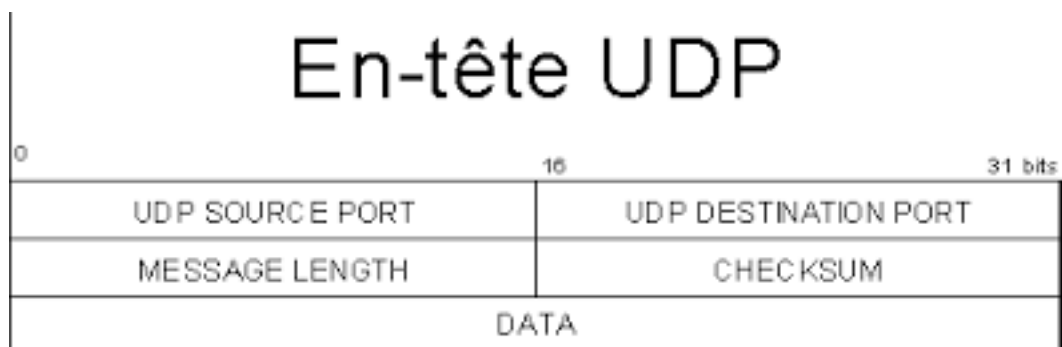 En-tête UDP
0 16 31 bits
UDP SOURCE PORT UDP DESTINATION PORT
MESSAGE LENGTH CHECKSUM
DATA